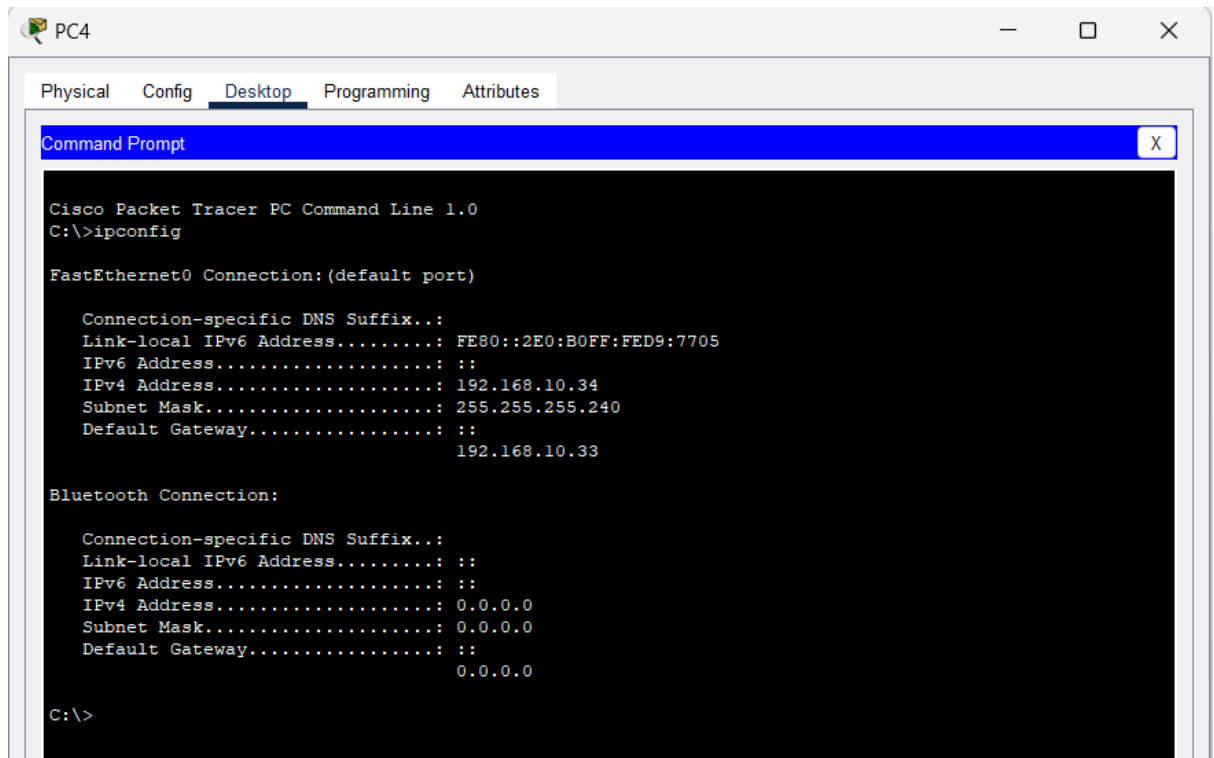 PC4
Physical Config Desktop Programming Attributes
Command Prompt
X
Cisco Packet Tracer PC Command Line 1.0
C:\>ipconfig
FastEthernet0 Connection:(default port)
Connection-specific DNS Suffix..:
Link-local IPv6 Address.........: FE80::2E0:B0FF:FED9:7705
IPv6 Address....................: ::
IPv4 Address....................: 192.168.10.34
Subnet Mask.....................: 255.255.255.240
Default Gateway.................: ::
192.168.10.33
Bluetooth Connection:
Connection-specific DNS Suffix..:
Link-local IPv6 Address.........: ::
IPv6 Address....................: ::
IPv4 Address....................: 0.0.0.0
Subnet Mask.....................: 0.0.0.0
Default Gateway.................: ::
0.0.0.0
C:\>